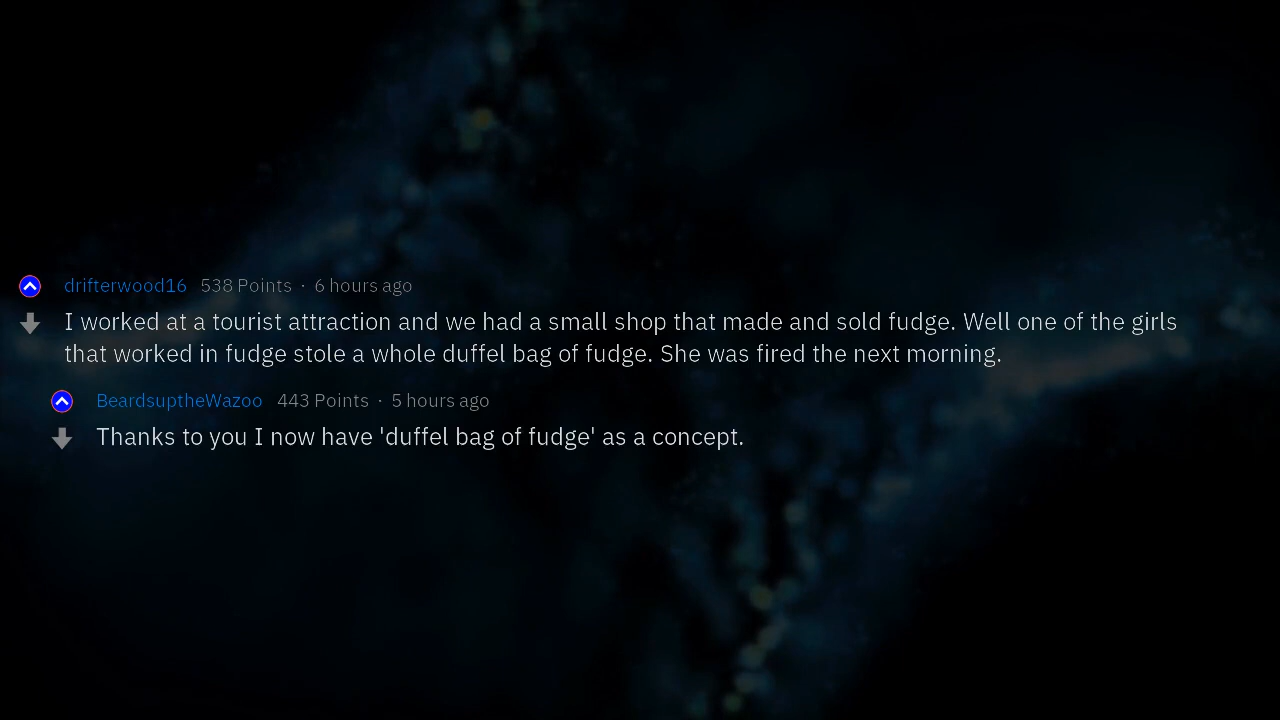 drifterwood16 538 Points · 6 hours ago
I worked at a tourist attraction and we had a small shop that made and sold fudge. Well one of the girls
that worked in fudge stole a whole duffel bag of fudge. She was fired the next morning.
BeardsuptheWazoo 443 Points · 5 hours ago
Thanks to you I now have 'duffel bag of fudge' as a concept.